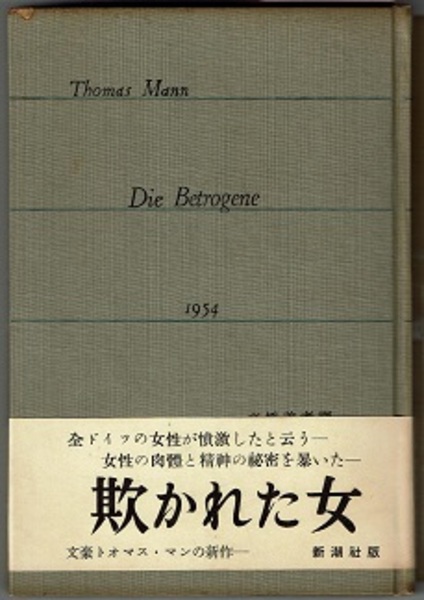 Thomas Mann
Die Betrogene
1954
全ドイツの女性が憤激したと云う―
女性の肉體と精神の祕密を暴いた―
欺かれた女
文豪トオマス・マンの新作―
新潮社版